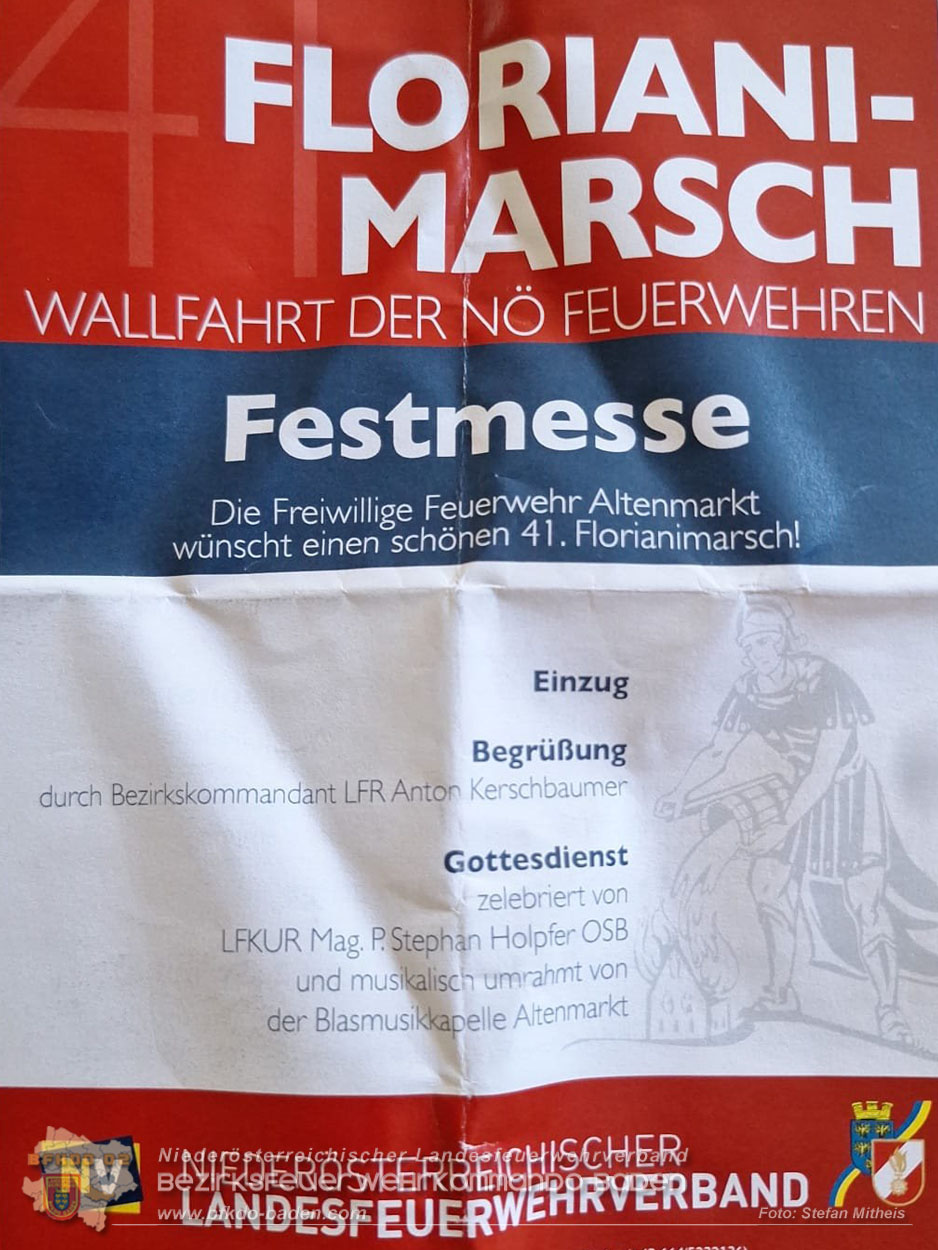 41
FLORIANI-
MARSCH
WALLFAHRT DER NÖ FEUERWEHREN
Festmesse
Die Freiwillige Feuerwehr Altenmarkt
wünscht einen schönen 41. Florianimarsch!
Einzug
Begrüßung
durch Bezirkskommandant LFR Anton Kerschbaumer
Gottesdienst
zelebriert von
LFKUR Mag. P. Stephan Holpfer OSB
und musikalisch umrahmt von
der Blasmusikkapelle Altenmarkt
Niederösterreichischer Landesfeuerwehrverband
NIEDERÖSTERREICHISCHER
Bezirksfeuerwehrkommando Baden
LANDESFEUERWEHRVERBAND
www.bfkdo-baden.com
Foto: Stefan Mitheis